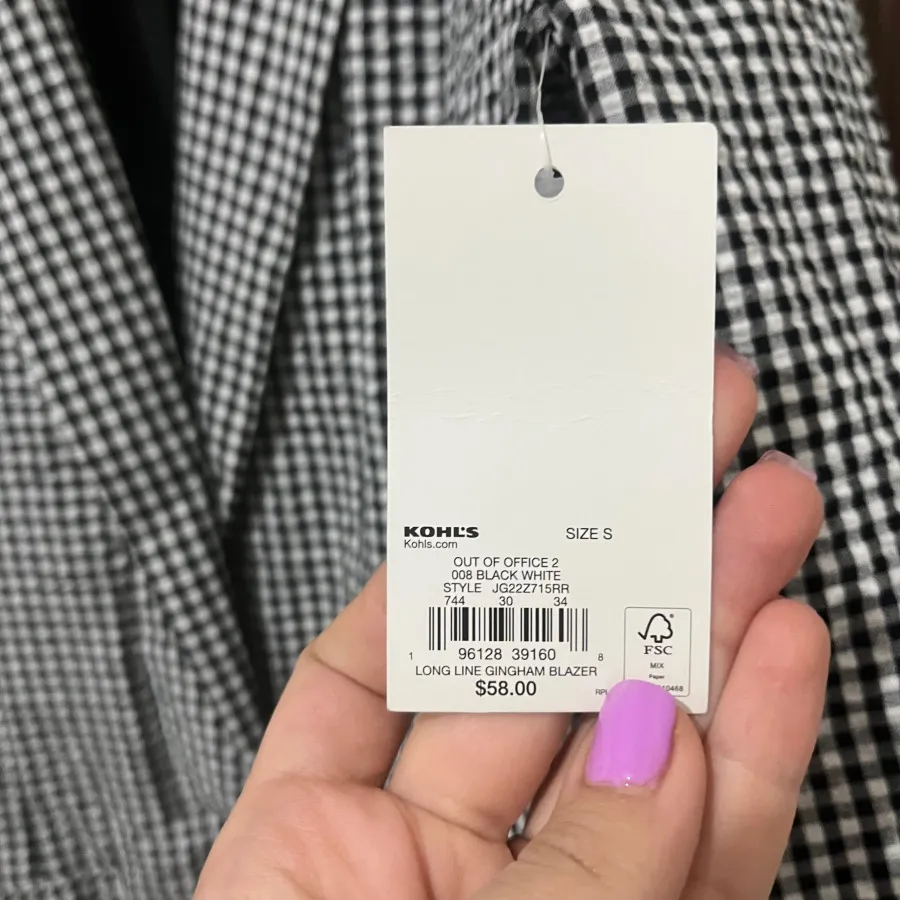 KOHL'S SIZE S
Kohls.com
OUT OF OFFICE 2
008 BLACK WHITE
STYLE JG22Z715RR
744 30 34
1 96128 39160 8
LONG LINE GINGHAM BLAZER
$58.00
FSC
MIX
Paper